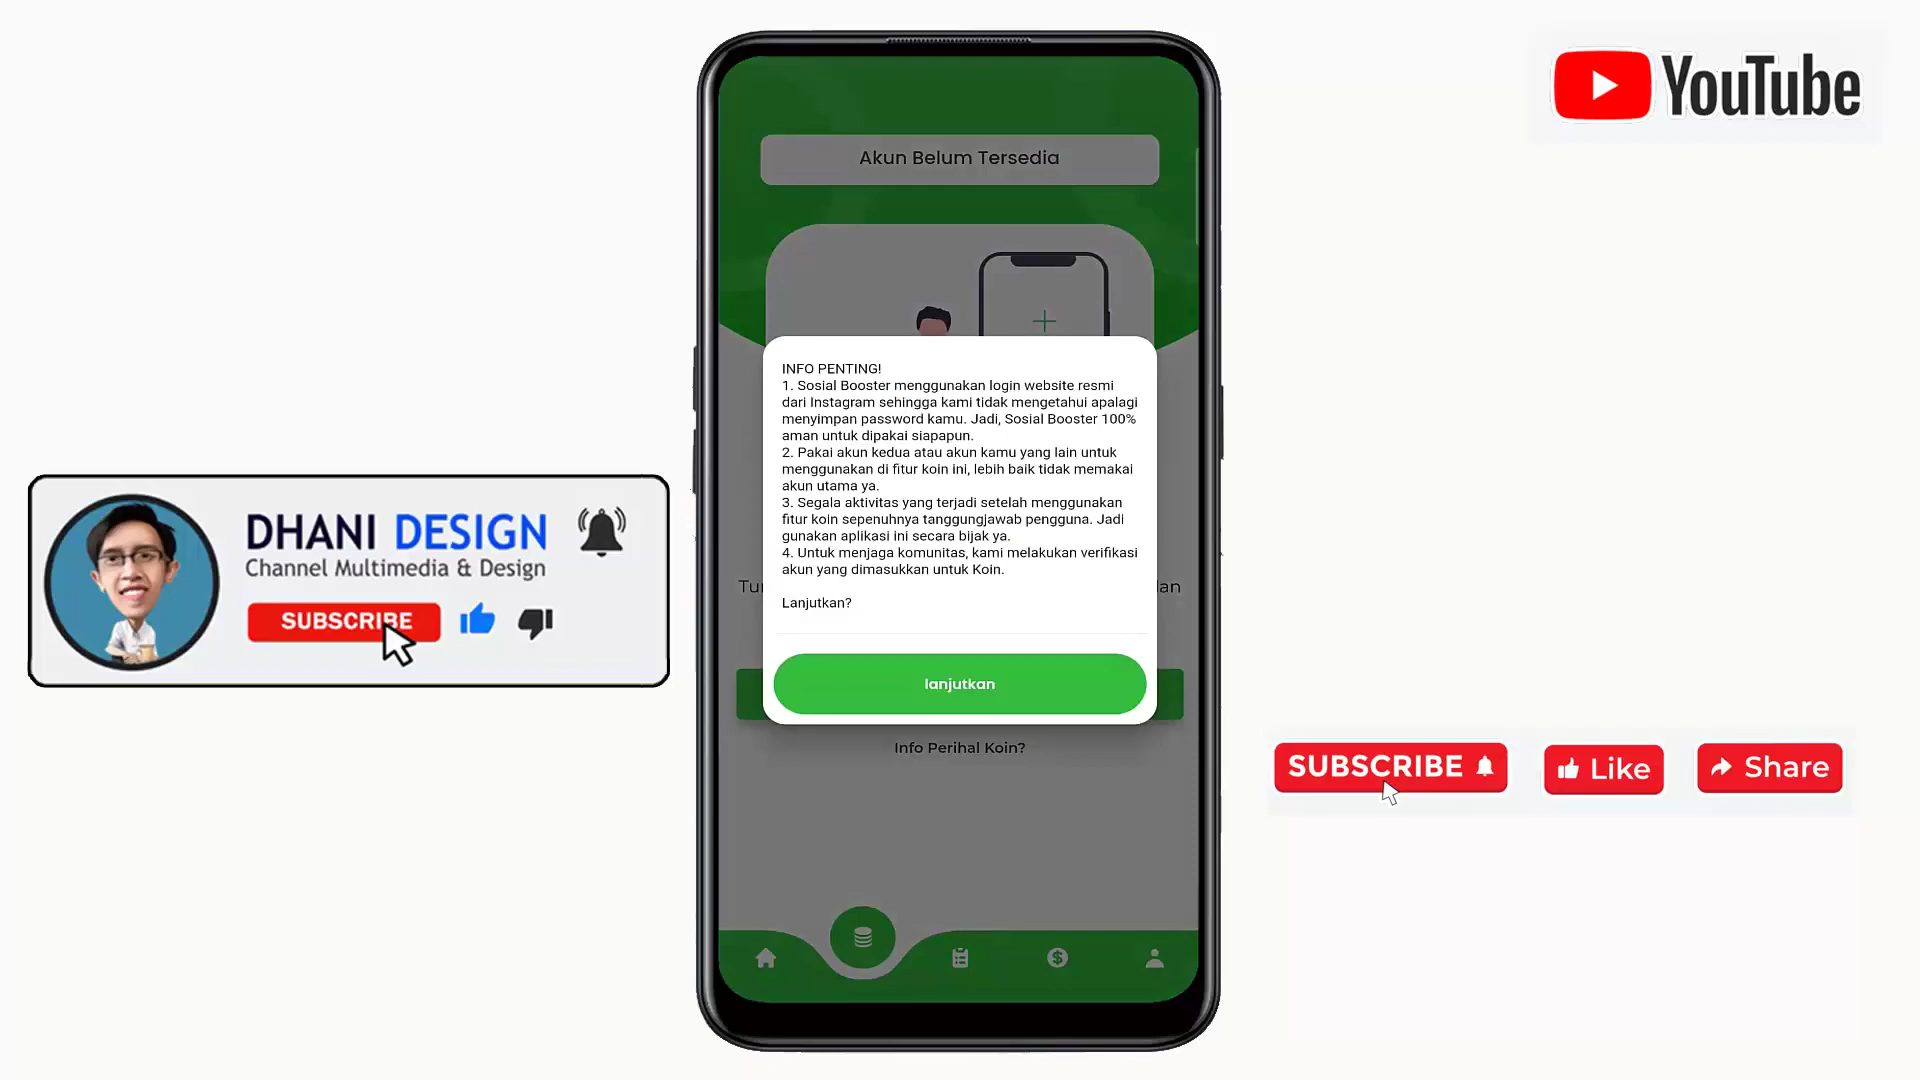 YouTube
Akun Belum Tersedia
INFO PENTING!
1. Sosial Booster menggunakan login website resmi
dari Instagram sehingga kami tidak mengetahui apalagi
menyimpan password kamu. Jadi, Sosial Booster 100%
aman untuk dipakai siapapun.
2. Pakai akun kedua atau akun kamu yang lain untuk
menggunakan di fitur koin ini, lebih baik tidak memakai
akun utama ya.
3. Segala aktivitas yang terjadi setelah menggunakan
fitur koin sepenuhnya tanggungjawab pengguna. Jadi
gunakan aplikasi ini secara bijak ya.
4. Untuk menjaga komunitas, kami melakukan verifikasi
akun yang dimasukkan untuk Koin.
Lanjutkan?
lanjutkan
Info Perihal Koin?
DHANI DESIGN
Channel Multimedia & Design
SUBSCRIBE
SUBSCRIBE
Like
Share